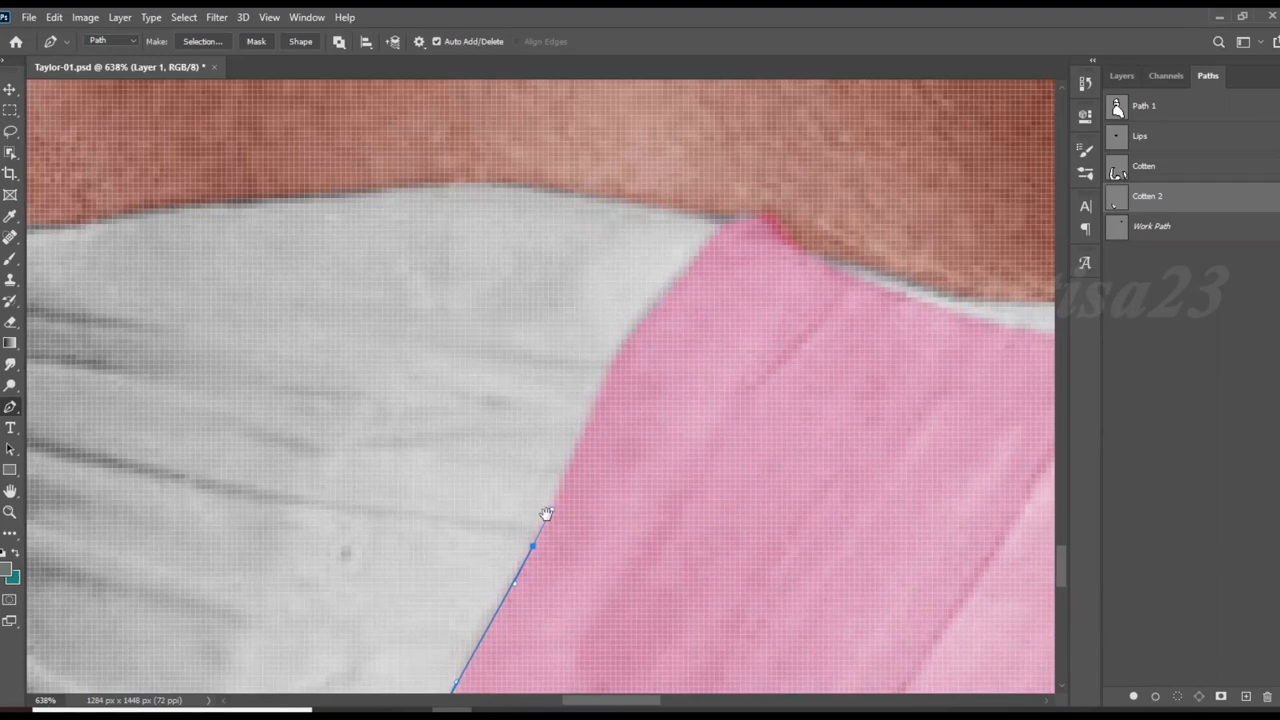 Ps File Edit Image Layer Type Select Filter 3D View Window Help
Path Make: Selection... Mask Shape Auto Add/Delete Align Edges
Taylor-01.psd @ 638% (Layer 1, RGB/8) * ×
Layers Channels Paths
Path 1
Lips
Cotten
Cotten 2
Work Path
isa23
638% 1284 px x 1448 px (72 ppi)